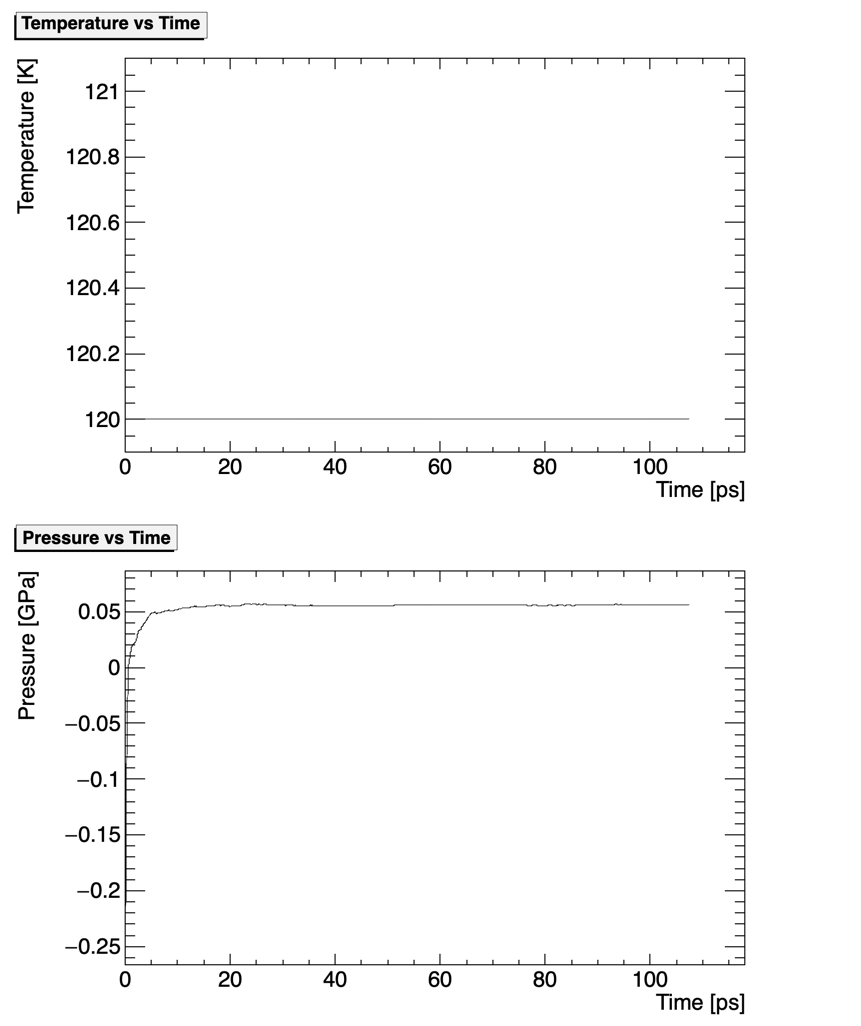 Temperature vs Time
Temperature [K]
121
120.8
120.6
120.4
120.2
120
0 20 40 60 80 100
Time [ps]
Pressure vs Time
Pressure [GPa]
0.05
0
−0.05
−0.1
−0.15
−0.2
−0.25
0 20 40 60 80 100
Time [ps]